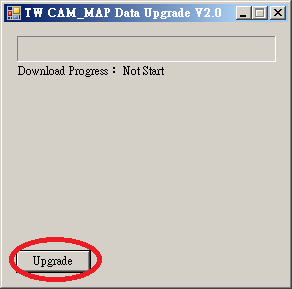 TW CAM_MAP Data Upgrade V2.0
Download Progress： Not Start
Upgrade